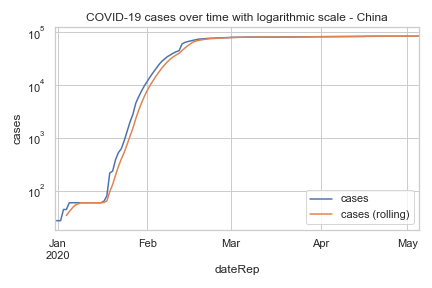 COVID-19 cases over time with logarithmic scale - China
10^5
10^4
10^3
10^2
cases
cases
cases (rolling)
Jan
2020
Feb
Mar
Apr
May
dateRep